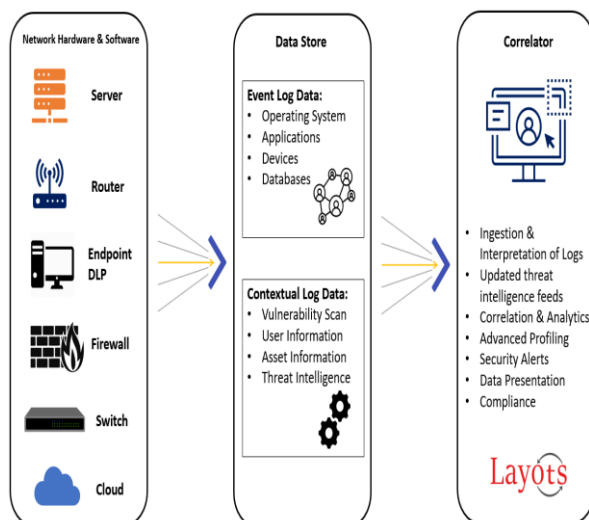 Network Hardware & Software
Server
Router
Endpoint
DLP
Firewall
Switch
Cloud
Data Store
Event Log Data:
• Operating System
• Applications
• Devices
• Databases
Contextual Log Data:
• Vulnerability Scan
• User Information
• Asset Information
• Threat Intelligence
Correlator
• Ingestion &
Interpretation of Logs
• Updated threat
intelligence feeds
• Correlation & Analytics
• Advanced Profiling
• Security Alerts
• Data Presentation
• Compliance
Layots